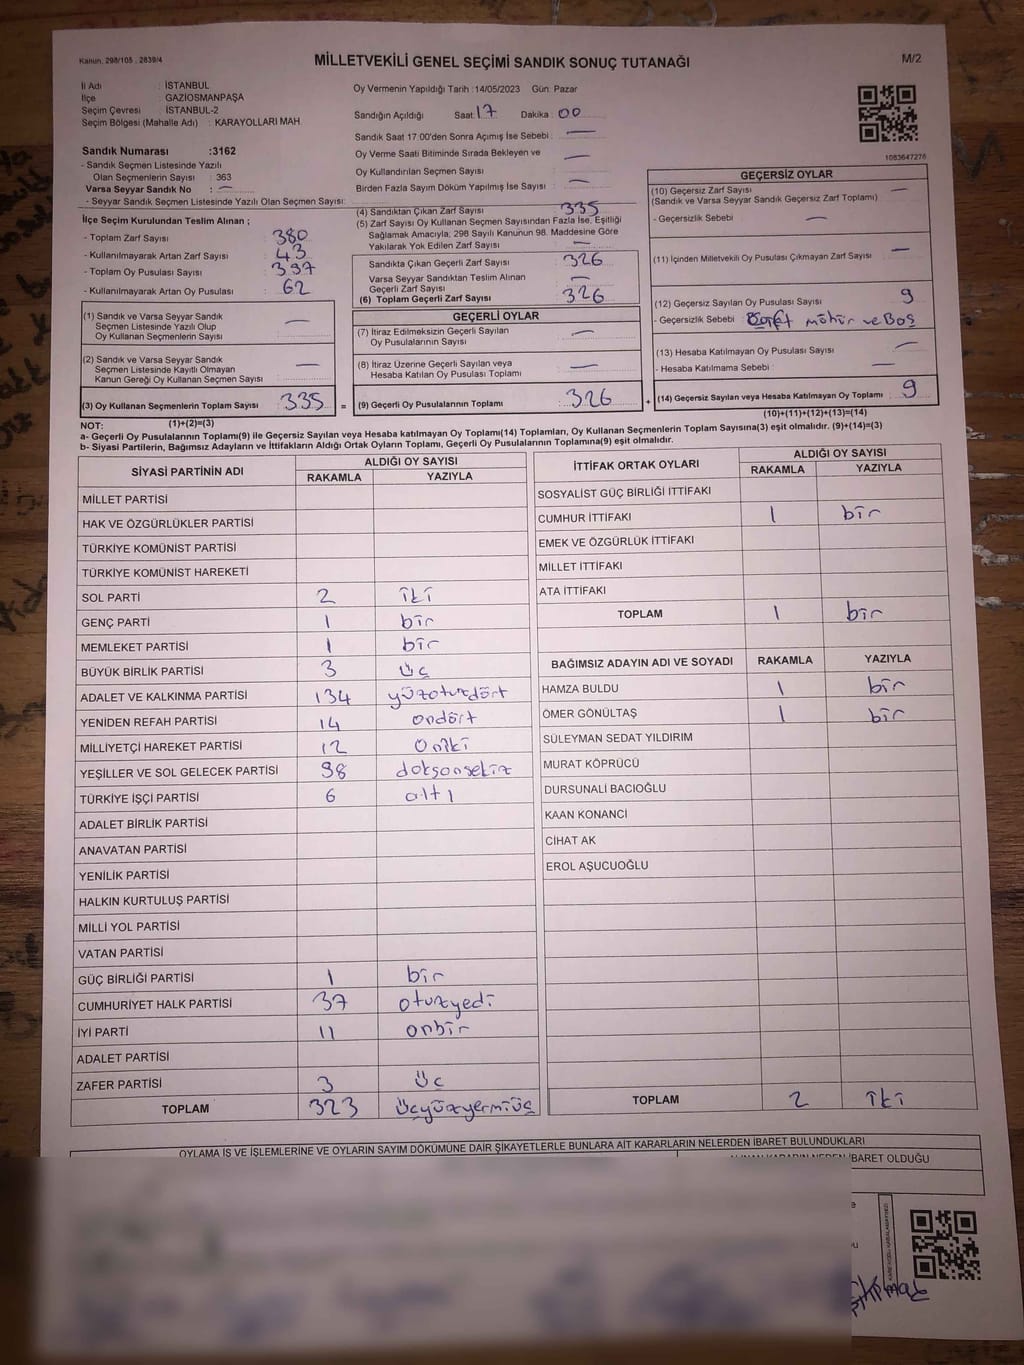 Kanun. 298/105 . 2839/4
MİLLETVEKİLİ GENEL SEÇİMİ SANDIK SONUÇ TUTANAĞI
M/2
İl Adı : İSTANBUL
İlçe : GAZİOSMANPAŞA
Seçim Çevresi : İSTANBUL-2
Seçim Bölgesi (Mahalle Adı) : KARAYOLLARI MAH.
Sandık Numarası :3162
- Sandık Seçmen Listesinde Yazılı
Olan Seçmenlerin Sayısı : 363
Varsa Seyyar Sandık No : —
- Seyyar Sandık Seçmen Listesinde Yazılı Olan Seçmen Sayısı:
Oy Vermenin Yapıldığı Tarih :14/05/2023 Gün: Pazar
Sandığın Açıldığı Saat 17 Dakika : 00
Sandık Saat 17:00'den Sonra Açımış İse Sebebi : —
Oy Verme Saati Bitiminde Sırada Bekleyen ve
Oy Kullandırılan Seçmen Sayısı : —
Birden Fazla Sayım Döküm Yapılmış İse Sayısı : —
1083647276
İlçe Seçim Kurulundan Teslim Alınan ;
- Toplam Zarf Sayısı : 380
- Kullanılmayarak Artan Zarf Sayısı : 43
- Toplam Oy Pusulası Sayısı : 397
- Kullanılmayarak Artan Oy Pusulası : 62
(1) Sandık ve Varsa Seyyar Sandık
Seçmen Listesinde Yazılı Olup
Oy Kullanan Seçmenlerin Sayısı : —
(2) Sandık ve Varsa Seyyar Sandık
Seçmen Listesinde Kayıtlı Olmayan
Kanun Gereği Oy Kullanan Seçmen Sayısı : —
(3) Oy Kullanan Seçmenlerin Toplam Sayısı : 335
(1)+(2)=(3)
(4) Sandıktan Çıkan Zarf Sayısı : 335
(5) Zarf Sayısı Oy Kullanan Seçmen Sayısından Fazla İse, Eşitliği
Sağlamak Amacıyla, 298 Sayılı Kanunun 98. Maddesine Göre
Yakılarak Yok Edilen Zarf Sayısı : —
Sandıkta Çıkan Geçerli Zarf Sayısı : 326
Varsa Seyyar Sandıktan Teslim Alınan
Geçerli Zarf Sayısı : —
(6) Toplam Geçerli Zarf Sayısı : 326
GEÇERLİ OYLAR
(7) İtiraz Edilmeksizin Geçerli Sayılan
Oy Pusulalarının Sayısı : —
(8) İtiraz Üzerine Geçerli Sayılan veya
Hesaba Katılan Oy Pusulası Toplamı : —
= (9) Geçerli Oy Pusulalarının Toplamı : 326
GEÇERSİZ OYLAR
(10) Geçersiz Zarf Sayısı : —
(Sandık ve Varsa Seyyar Sandık Geçersiz Zarf Toplamı)
- Geçersizlik Sebebi : —
(11) İçinden Milletvekili Oy Pusulası Çıkmayan Zarf Sayısı : —
(12) Geçersiz Sayılan Oy Pusulası Sayısı : 9
- Geçersizlik Sebebi : mühür ve Boş
(13) Hesaba Katılmayan Oy Pusulası Sayısı : —
- Hesaba Katılmama Sebebi : —
+ (14) Geçersiz Sayılan veya Hesaba Katılmayan Oy Toplamı : 9
(10)+(11)+(12)+(13)=(14)
NOT:
a- Geçerli Oy Pusulalarının Toplamı(9) ile Geçersiz Sayılan veya Hesaba katılmayan Oy Toplamı(14) Toplamları, Oy Kullanan Seçmenlerin Toplam Sayısına(3) eşit olmalıdır. (9)+(14)=(3)
b- Siyasi Partilerin, Bağımsız Adayların ve İttifakların Aldığı Ortak Oyların Toplamı, Geçerli Oy Pusulalarının Toplamına(9) eşit olmalıdır.
SİYASİ PARTİNİN ADI ALDIĞI OY SAYISI
RAKAMLA YAZIYLA
MİLLET PARTİSİ
HAK VE ÖZGÜRLÜKLER PARTİSİ
TÜRKİYE KOMÜNİST PARTİSİ
TÜRKİYE KOMÜNİST HAREKETİ
SOL PARTİ 2 iki
GENÇ PARTİ 1 bir
MEMLEKET PARTİSİ 1 bir
BÜYÜK BİRLİK PARTİSİ 3 üç
ADALET VE KALKINMA PARTİSİ 134 yüzotuzdört
YENİDEN REFAH PARTİSİ 14 ondört
MİLLİYETÇİ HAREKET PARTİSİ 12 oniki
YEŞİLLER VE SOL GELECEK PARTİSİ 98 doksansekiz
TÜRKİYE İŞÇİ PARTİSİ 6 altı
ADALET BİRLİK PARTİSİ
ANAVATAN PARTİSİ
YENİLİK PARTİSİ
HALKIN KURTULUŞ PARTİSİ
MİLLİ YOL PARTİSİ
VATAN PARTİSİ
GÜÇ BİRLİĞİ PARTİSİ 1 bir
CUMHURİYET HALK PARTİSİ 37 otuzyedi
İYİ PARTİ 11 onbir
ADALET PARTİSİ
ZAFER PARTİSİ 3 üç
TOPLAM 323 üçyüzyermiüç
İTTİFAK ORTAK OYLARI ALDIĞI OY SAYISI
RAKAMLA YAZIYLA
SOSYALİST GÜÇ BİRLİĞİ İTTİFAKI
CUMHUR İTTİFAKI 1 bir
EMEK VE ÖZGÜRLÜK İTTİFAKI
MİLLET İTTİFAKI
ATA İTTİFAKI
TOPLAM 1 bir
BAĞIMSIZ ADAYIN ADI VE SOYADI RAKAMLA YAZIYLA
HAMZA BULDU 1 bir
ÖMER GÖNÜLTAŞ 1 bir
SÜLEYMAN SEDAT YILDIRIM
MURAT KÖPRÜCÜ
DURSUNALİ BACIOĞLU
KAAN KONANCİ
CİHAT AK
EROL AŞUCUOĞLU
TOPLAM 2 iki
OYLAMA İŞ VE İŞLEMLERİNE VE OYLARIN SAYIM DÖKÜMÜNE DAİR ŞİKAYETLERLE BUNLARA AİT KARARLARIN NELERDEN İBARET BULUNDUKLARI
İBARET OLDUĞU